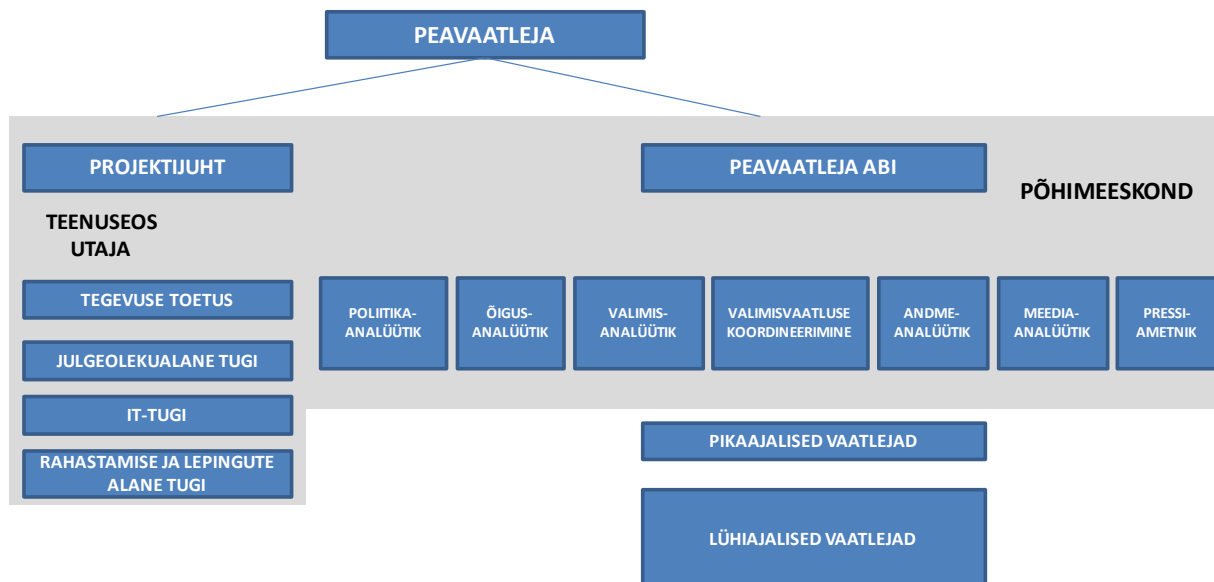 PEAVAATLEJA
PROJEKTIJUHT
PEAVAATLEJA ABI
PÕHIMEESKOND
TEENUSEOS
UTAJA
TEGEVUSE TOETUS
JULGEOLEKUALANE TUGI
IT-TUGI
RAHASTAMISE JA LEPINGUTE
ALANE TUGI
POLIITIKA-
ANALÜÜTIK
ÕIGUS-
ANALÜÜTIK
VALIMIS-
ANALÜÜTIK
VALIMISVAATLUSE
KOORDINEERIMINE
ANDME-
ANALÜÜTIK
MEEDIA-
ANALÜÜTIK
PRESSI-
AMETNIK
PIKAAJALISED VAATLEJAD
LÜHIAJALISED VAATLEJAD